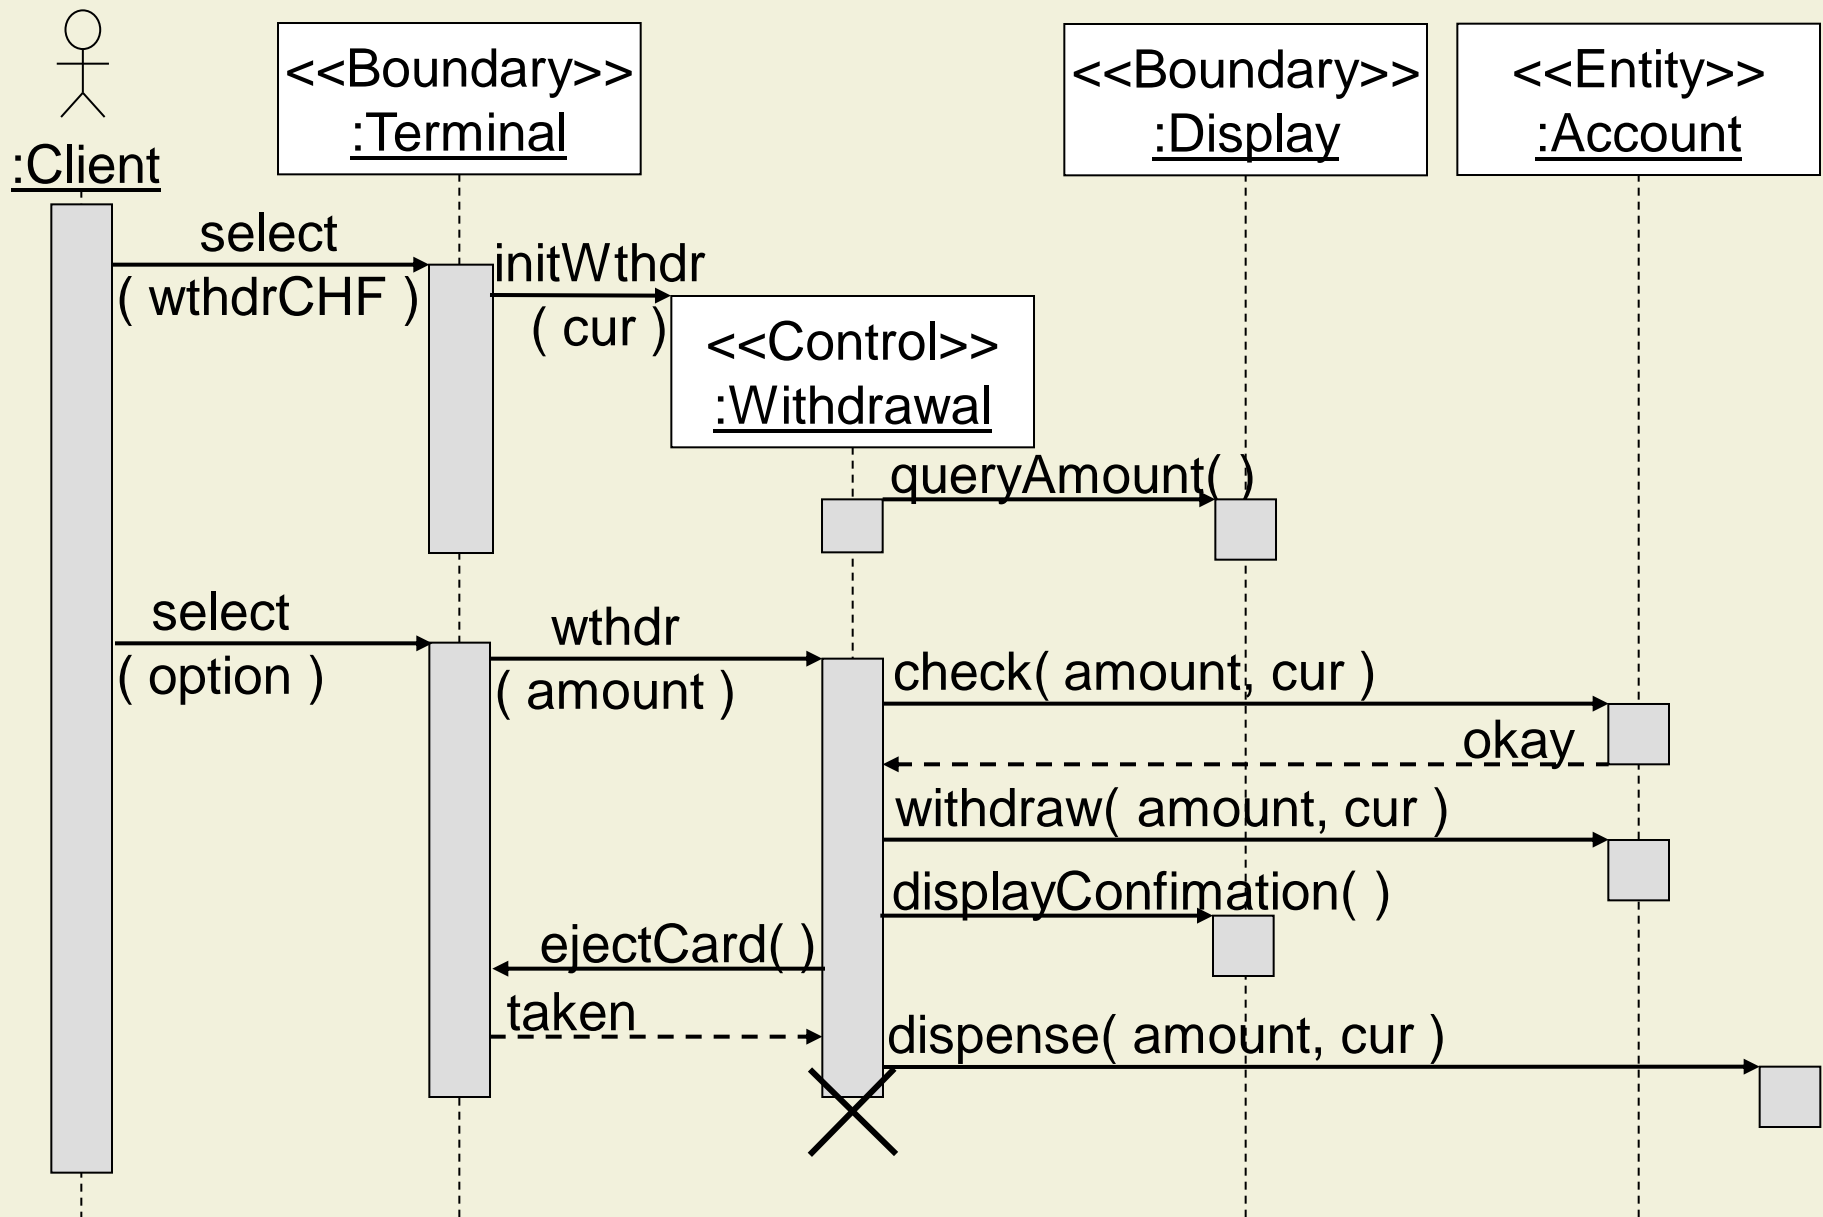 <<Boundary>>
:Terminal
<<Boundary>>
:Display
<<Entity>>
:Account
:Client
select
( wthdrCHF )
initWthdr
( cur )
<<Control>>
:Withdrawal
queryAmount( )
select
( option )
wthdr
( amount )
check( amount, cur )
okay
withdraw( amount, cur )
displayConfimation( )
ejectCard( )
taken
dispense( amount, cur )